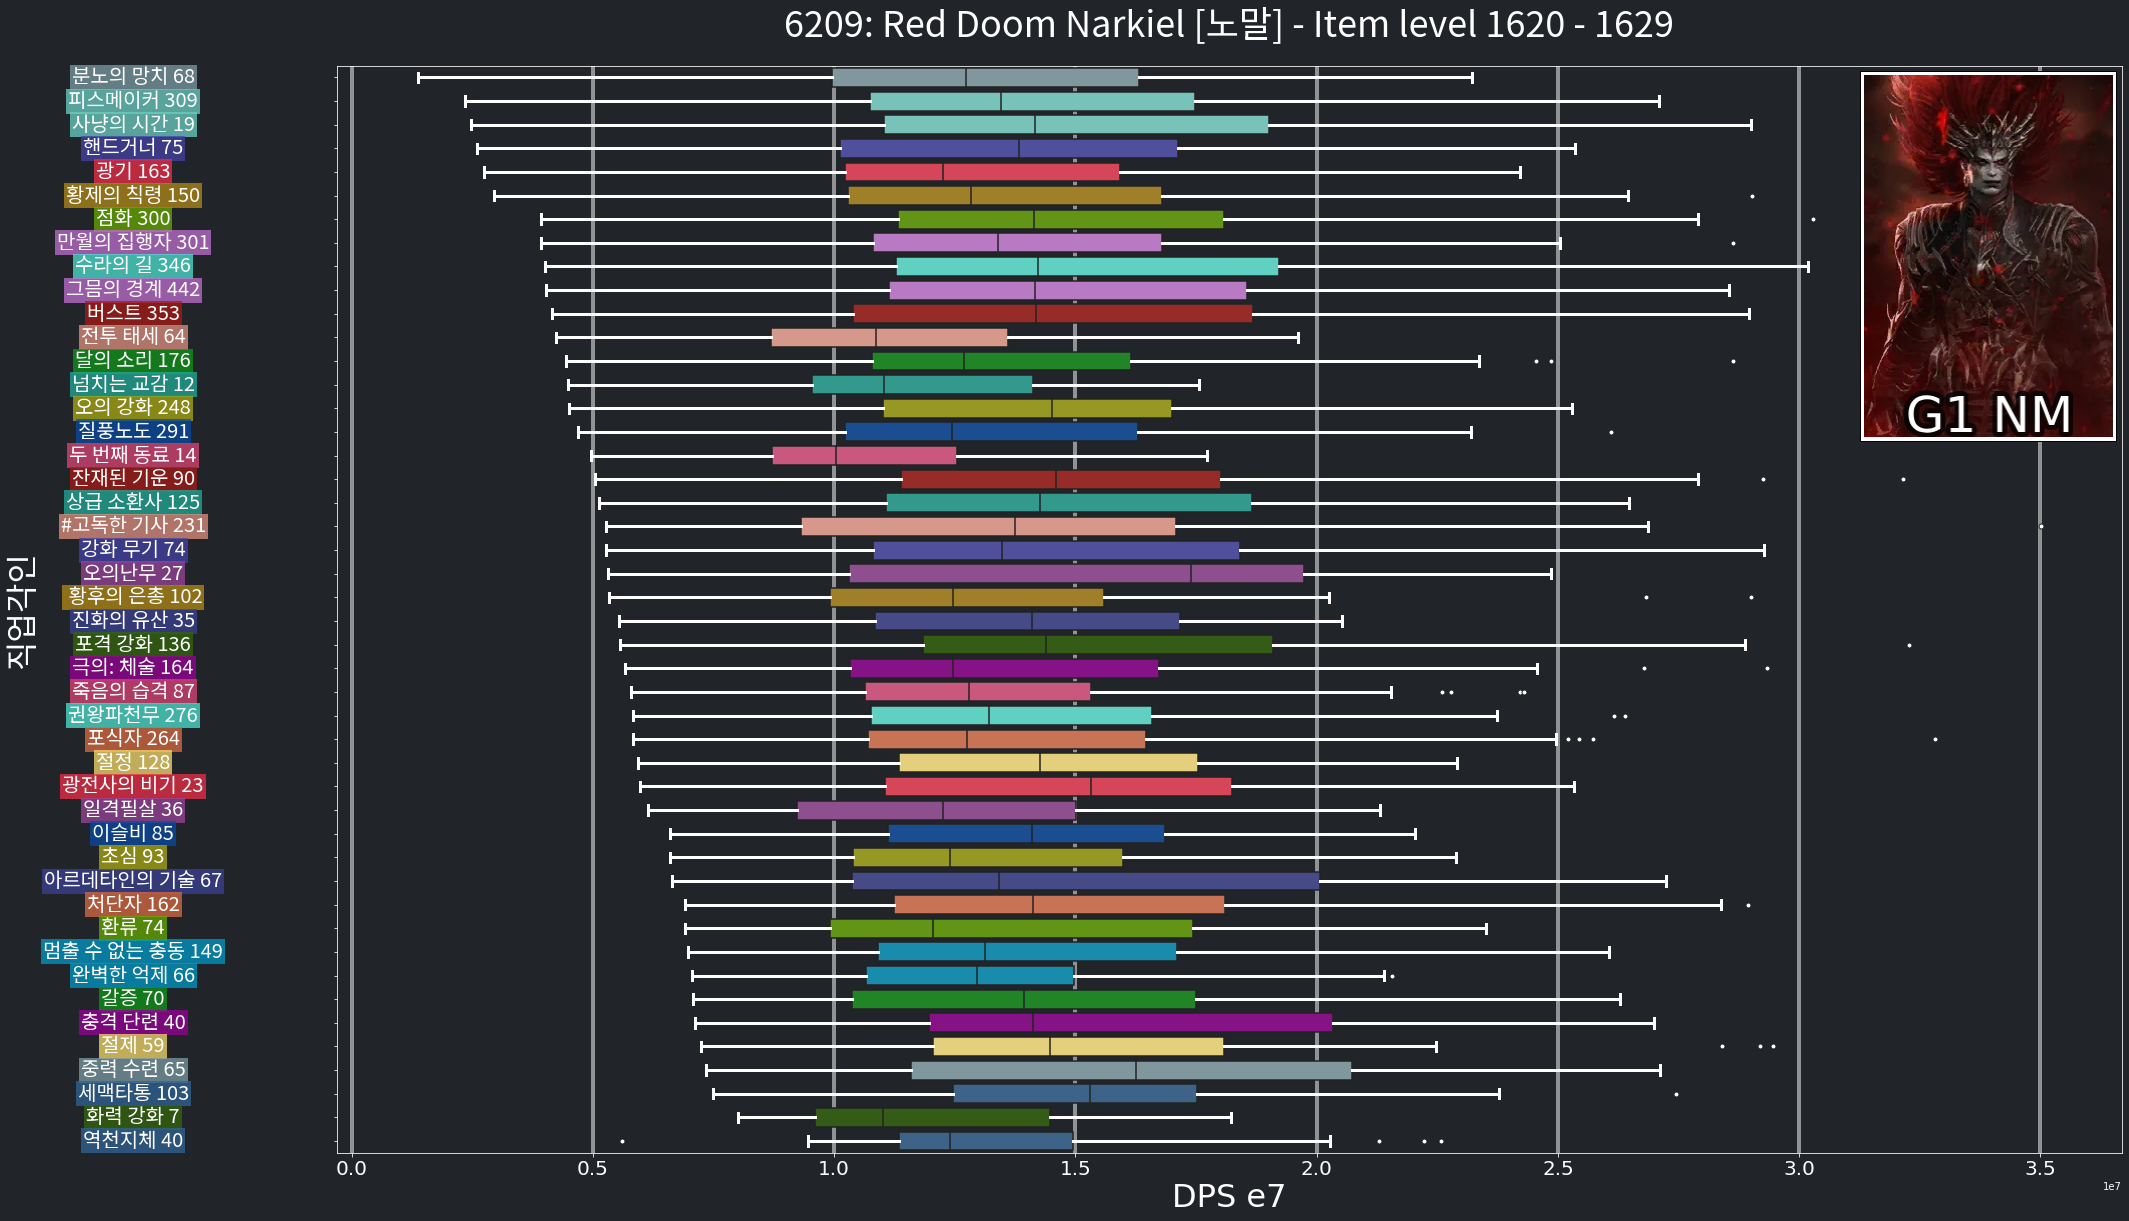 6209: Red Doom Narkiel [노말] - Item level 1620 - 1629
분노의 망치 68
피스메이커 309
사냥의 시간 19
핸드거너 75
광기 163
황제의 칙령 150
점화 300
만월의 집행자 301
수라의 길 346
그믐의 경계 442
버스트 353
전투 태세 64
달의 소리 176
넘치는 교감 12
오의 강화 248
질풍노도 291
두 번째 동료 14
잔재된 기운 90
상급 소환사 125
#고독한 기사 231
강화 무기 74
오의난무 27
황후의 은총 102
진화의 유산 35
포격 강화 136
극의: 체술 164
죽음의 습격 87
권왕파천무 276
포식자 264
절정 128
광전사의 비기 23
일격필살 36
이슬비 85
초심 93
아르데타인의 기술 67
처단자 162
환류 74
멈출 수 없는 충동 149
완벽한 억제 66
갈증 70
충격 단련 40
절제 59
중력 수련 65
세맥타통 103
화력 강화 7
역천지체 40
직업각인
G1 NM
0.0 0.5 1.0 1.5 2.0 2.5 3.0 3.5
1e7
DPS e7